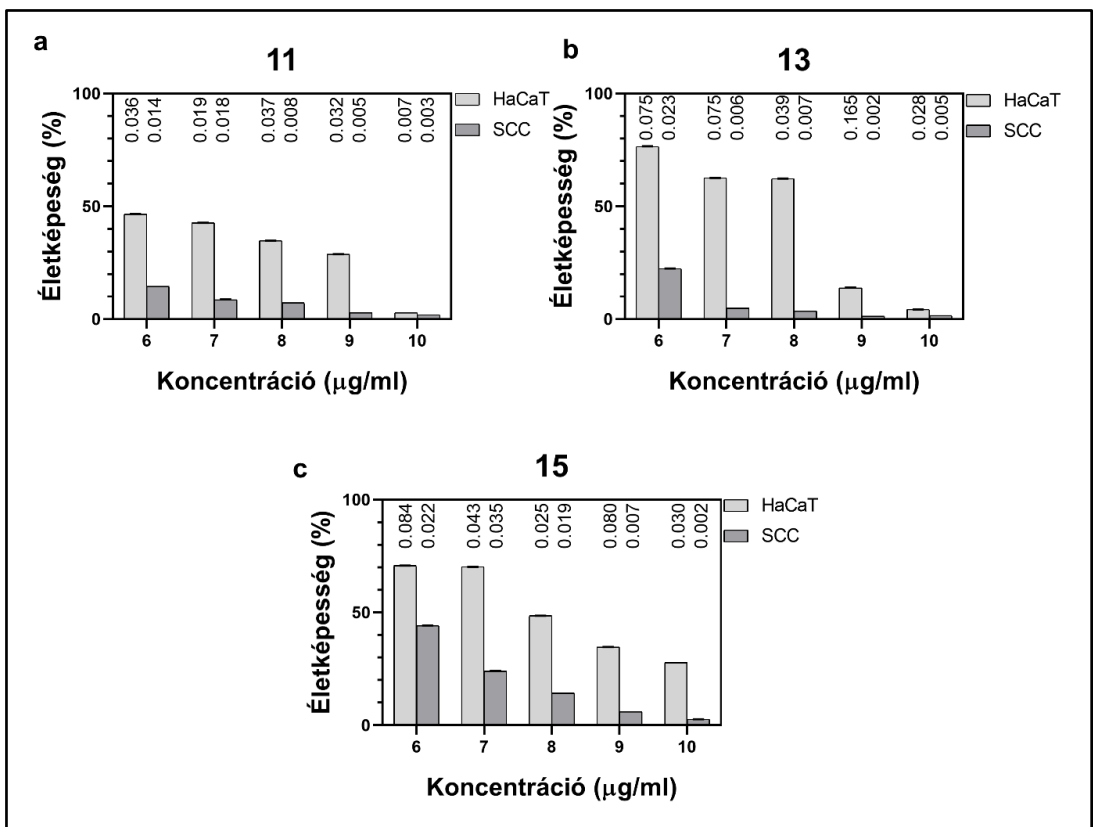 a
11
100
50
0
Életképeség (%)
0.036
0.014
0.019
0.018
0.037
0.008
0.032
0.005
0.007
0.003
HaCaT
SCC
6 7 8 9 10
Koncentráció (μg/ml)
b
13
100
50
0
Életképesség (%)
0.075
0.023
0.075
0.006
0.039
0.007
0.165
0.002
0.028
0.005
HaCaT
SCC
6 7 8 9 10
Koncentráció (μg/ml)
c
15
100
50
0
Életképesség (%)
0.084
0.022
0.043
0.035
0.025
0.019
0.080
0.007
0.030
0.002
HaCaT
SCC
6 7 8 9 10
Koncentráció (μg/ml)